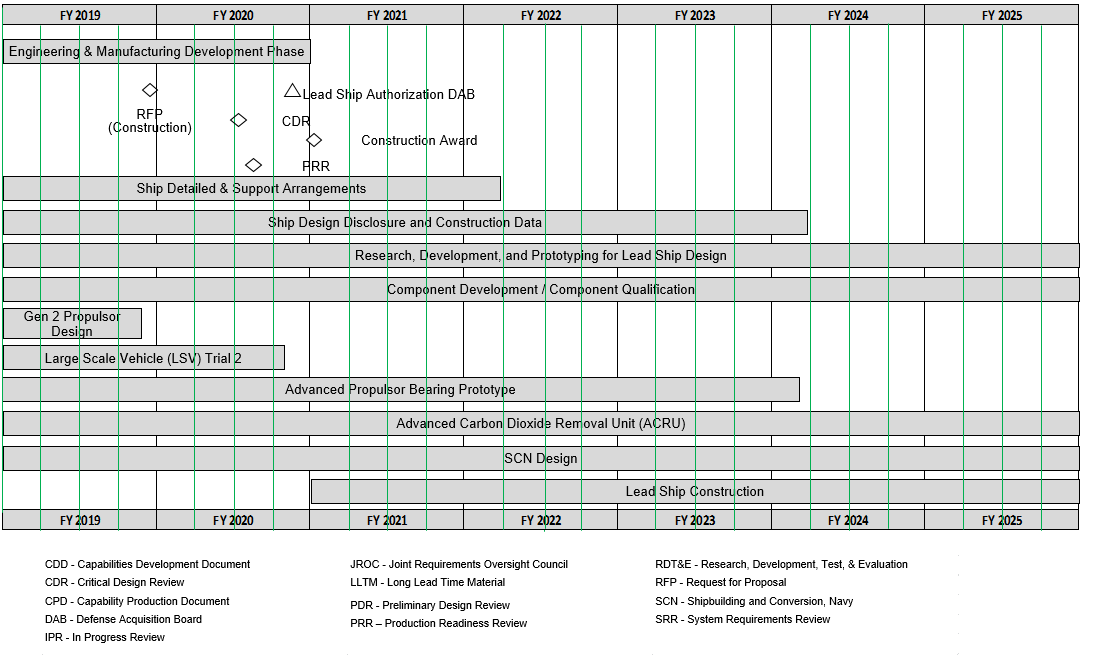 FY 2019 FY 2020 FY 2021 FY 2022 FY 2023 FY 2024 FY 2025
Engineering & Manufacturing Development Phase
Lead Ship Authorization DAB
RFP
(Construction)
CDR
Construction Award
PRR
Ship Detailed & Support Arrangements
Ship Design Disclosure and Construction Data
Research, Development, and Prototyping for Lead Ship Design
Component Development / Component Qualification
Gen 2 Propulsor
Design
Large Scale Vehicle (LSV) Trial 2
Advanced Propulsor Bearing Prototype
Advanced Carbon Dioxide Removal Unit (ACRU)
SCN Design
Lead Ship Construction
FY 2019 FY 2020 FY 2021 FY 2022 FY 2023 FY 2024 FY 2025
CDD - Capabilities Development Document
CDR - Critical Design Review
CPD - Capability Production Document
DAB - Defense Acquisition Board
IPR - In Progress Review
JROC - Joint Requirements Oversight Council
LLTM - Long Lead Time Material
PDR - Preliminary Design Review
PRR – Production Readiness Review
RDT&E - Research, Development, Test, & Evaluation
RFP - Request for Proposal
SCN - Shipbuilding and Conversion, Navy
SRR - System Requirements Review